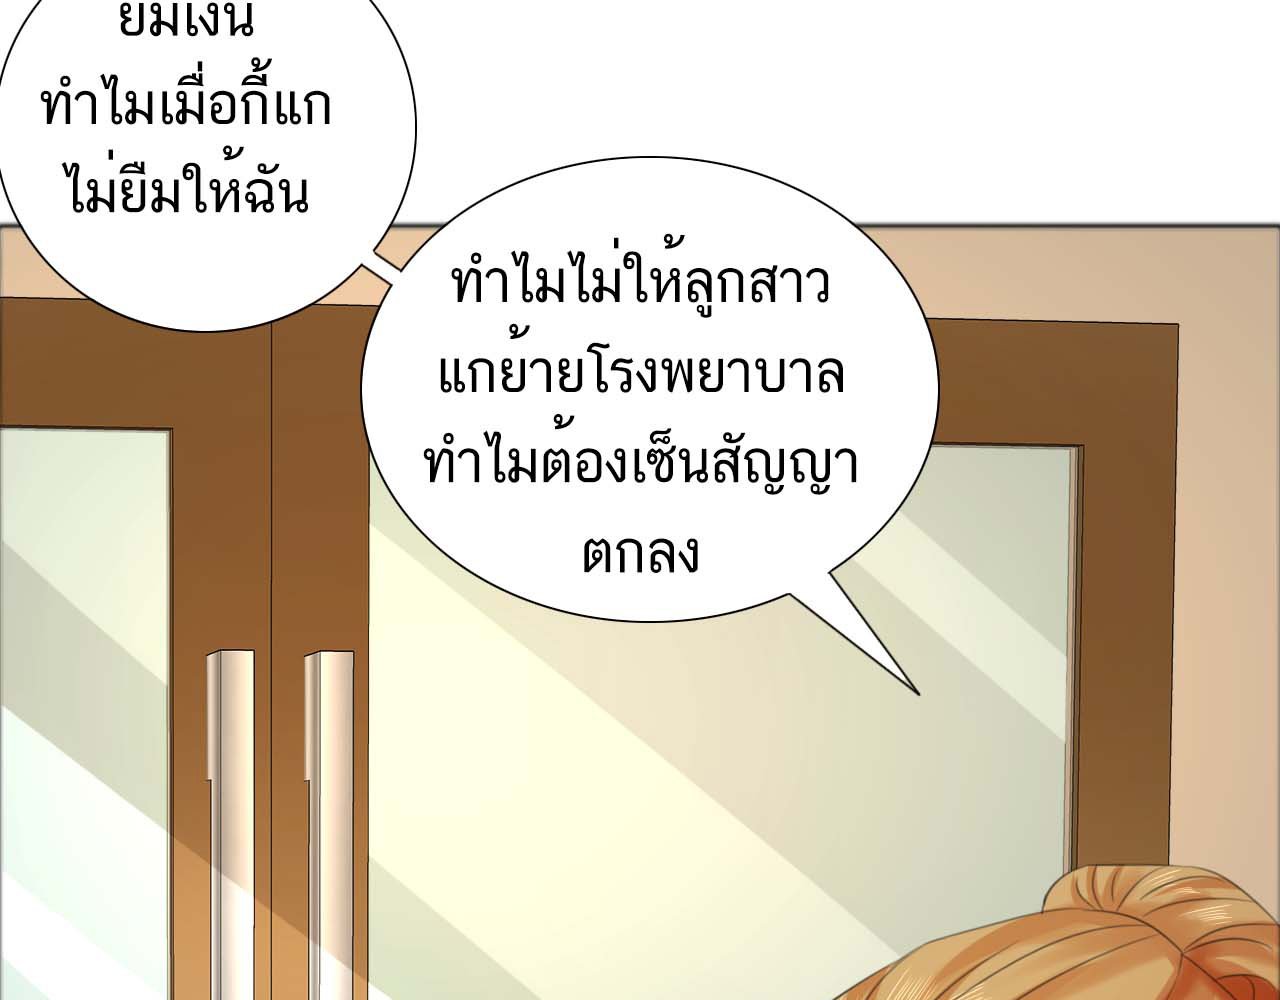 ยืมเงิน
ทำไมเมื่อกี้แก
ไม่ยืมให้ฉัน
ทำไมไม่ให้ลูกสาว
แกย้ายโรงพยาบาล
ทำไมต้องเซ็นสัญญา
ตกลง